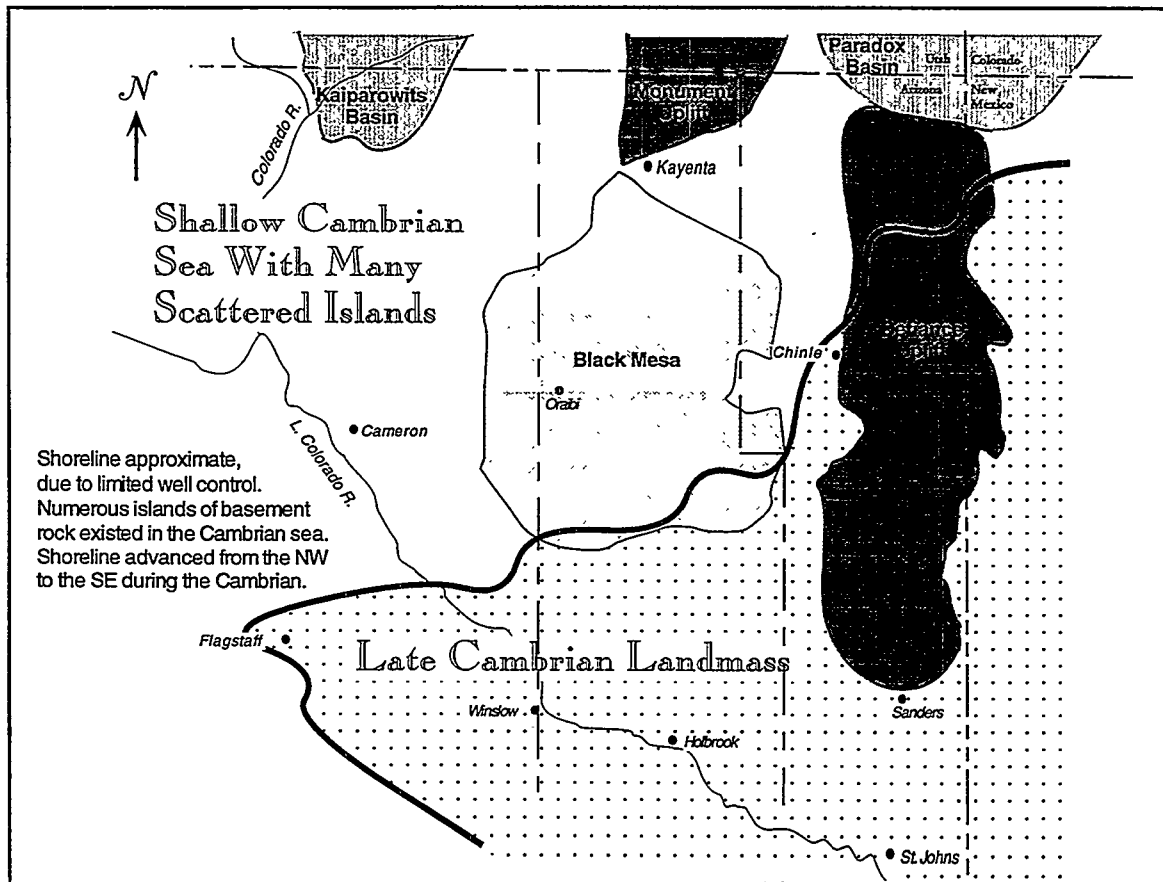 Paradox
Basin
Utah
Colorado
Arizona
New
Mexico
N
Kaiparowits
Basin
Monument
Uplift
Colorado R.
Kayenta
Shallow Cambrian
Sea With Many
Scattered Islands
Defiance
Uplift
Chinle
Black Mesa
Oraibi
Cameron
L. Colorado R.
Shoreline approximate,
due to limited well control.
Numerous islands of basement
rock existed in the Cambrian sea.
Shoreline advanced from the NW
to the SE during the Cambrian.
Flagstaff
Late Cambrian Landmass
Winslow
Sanders
Holbrook
St. Johns